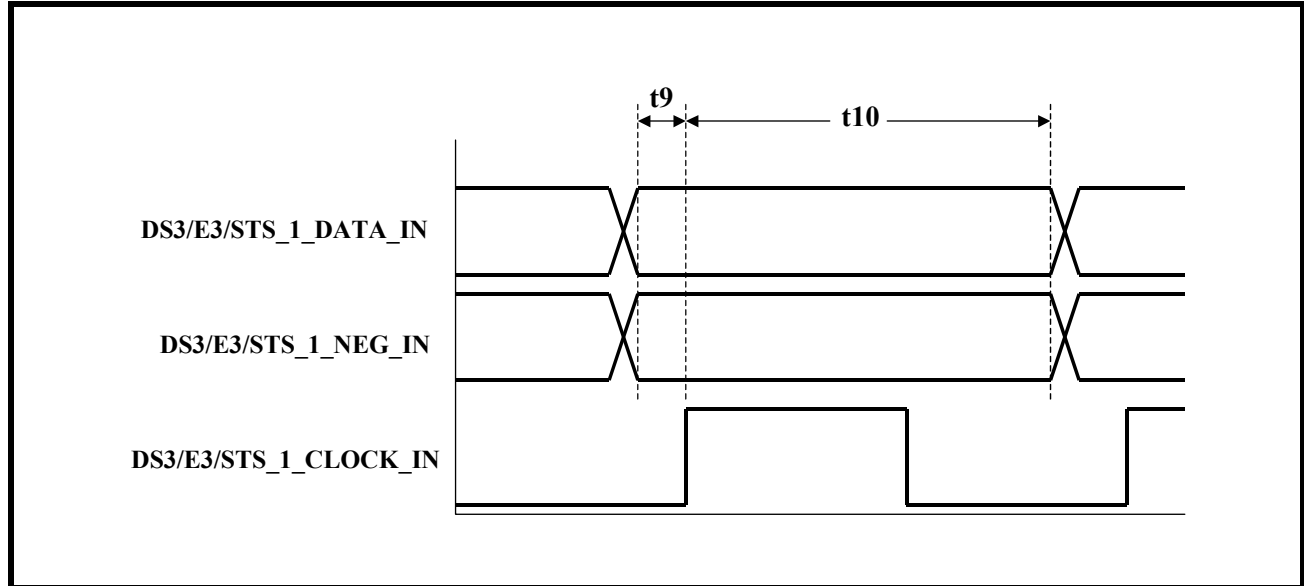 t9
t10
DS3/E3/STS_1_DATA_IN
DS3/E3/STS_1_NEG_IN
DS3/E3/STS_1_CLOCK_IN